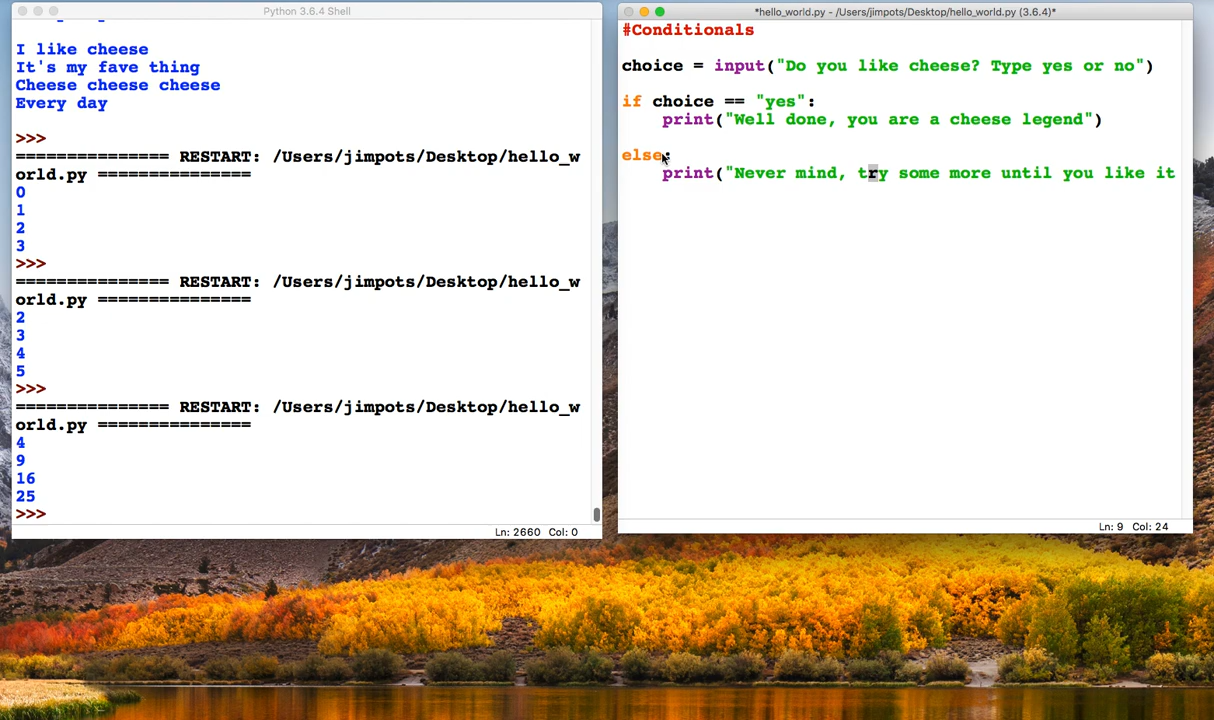 Python 3.6.4 Shell
I like cheese
It's my fave thing
Cheese cheese cheese
Every day
>>>
=============== RESTART: /Users/jimpots/Desktop/hello_w
orld.py ===============
0
1
2
3
>>>
=============== RESTART: /Users/jimpots/Desktop/hello_w
orld.py ===============
2
3
4
5
>>>
=============== RESTART: /Users/jimpots/Desktop/hello_w
orld.py ===============
4
9
16
25
>>>
Ln: 2660 Col: 0
*hello_world.py - /Users/jimpots/Desktop/hello_world.py (3.6.4)*
#Conditionals
choice = input("Do you like cheese? Type yes or no")
if choice == "yes":
print("Well done, you are a cheese legend")
else:
print("Never mind, try some more until you like it
Ln: 9 Col: 24